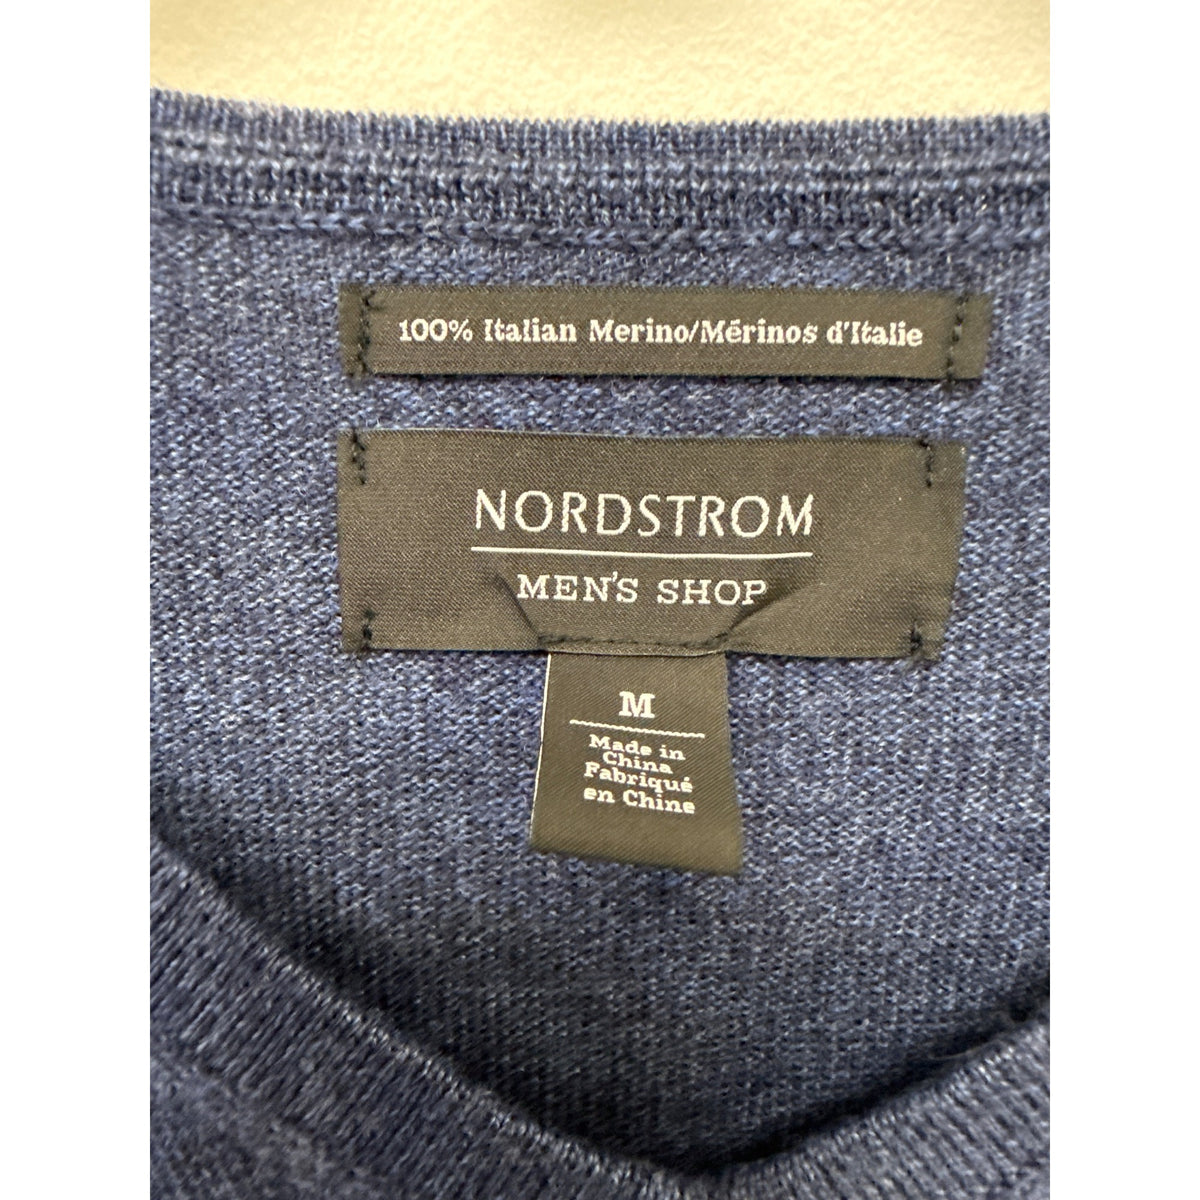 100% Italian Merino/Mérinos d'Italie
NORDSTROM
MEN'S SHOP
M
Made in
China
Fabriqué
en Chine